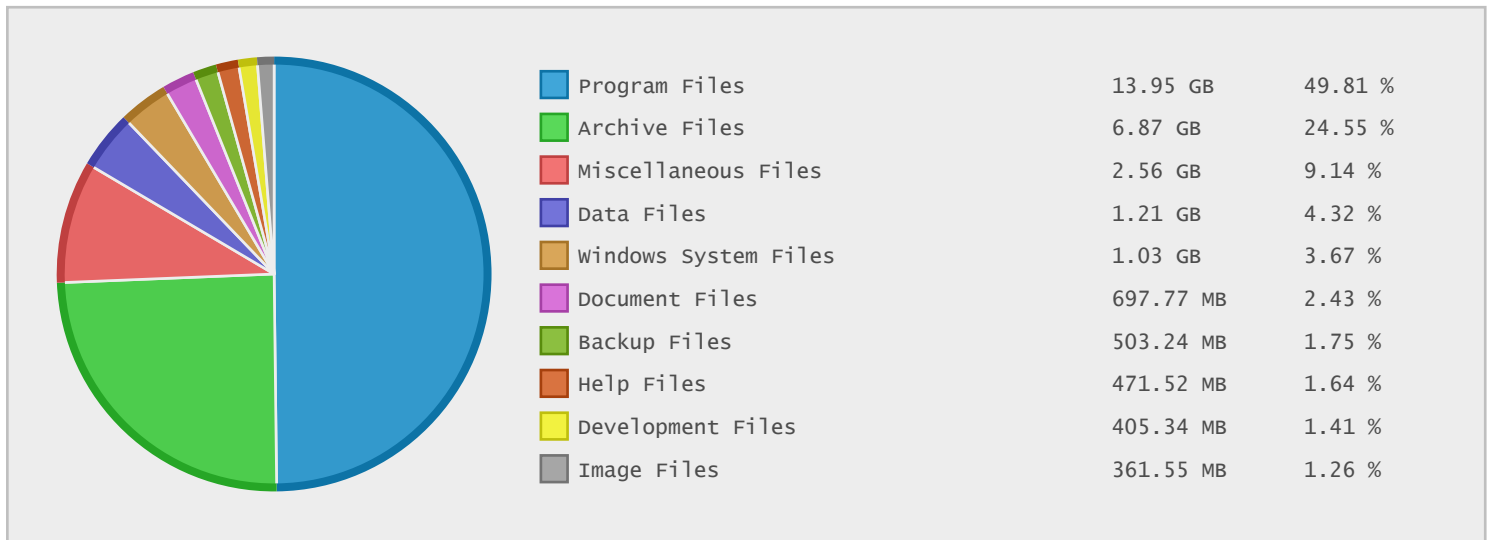 Program Files 13.95 GB 49.81 %
Archive Files 6.87 GB 24.55 %
Miscellaneous Files 2.56 GB 9.14 %
Data Files 1.21 GB 4.32 %
Windows System Files 1.03 GB 3.67 %
Document Files 697.77 MB 2.43 %
Backup Files 503.24 MB 1.75 %
Help Files 471.52 MB 1.64 %
Development Files 405.34 MB 1.41 %
Image Files 361.55 MB 1.26 %